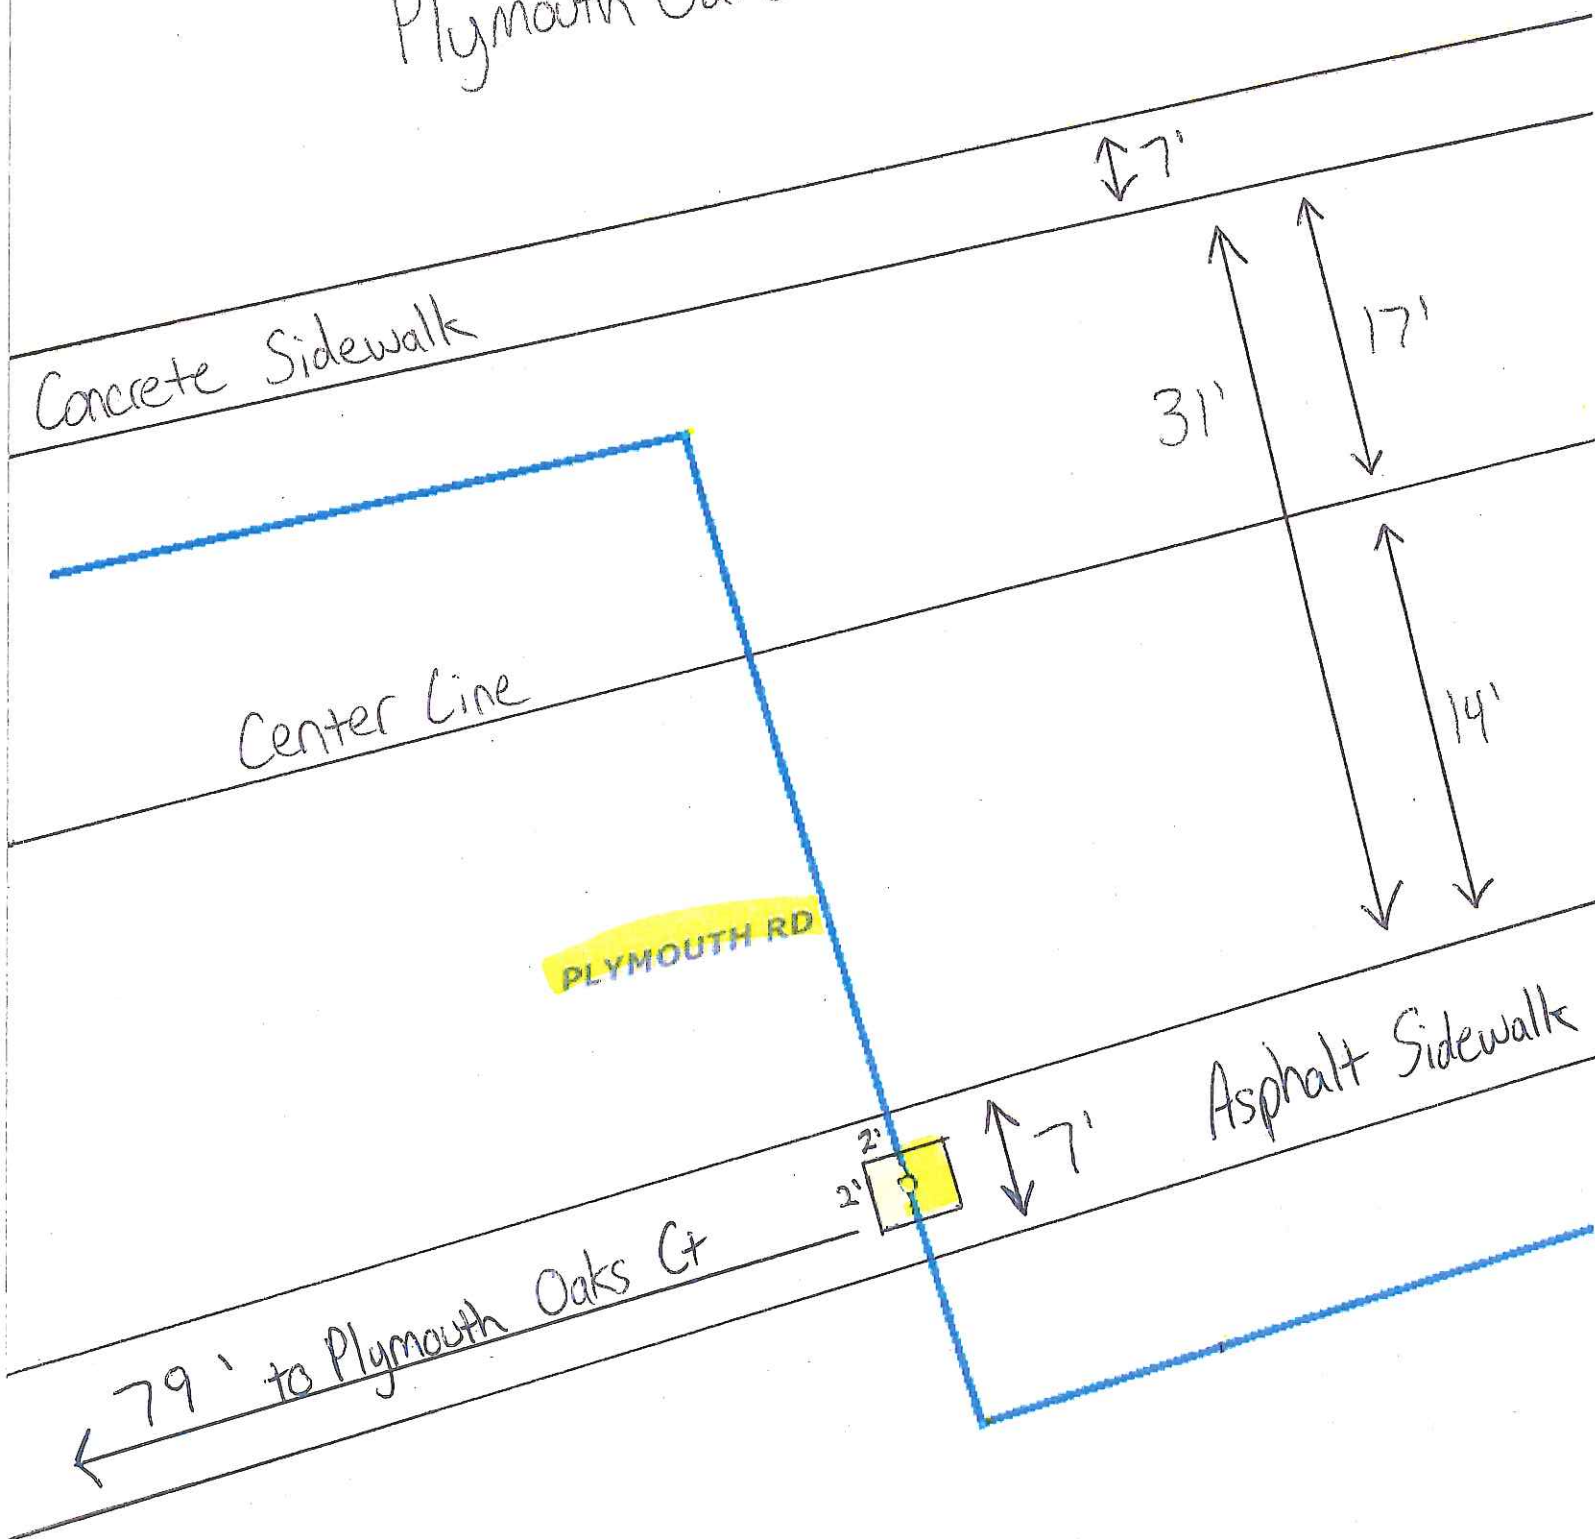 Plymouth
7'
17'
31'
Concrete Sidewalk
Center Line
14'
PLYMOUTH RD
Asphalt Sidewalk
2'
7'
2'
79' to Plymouth Oaks Ct